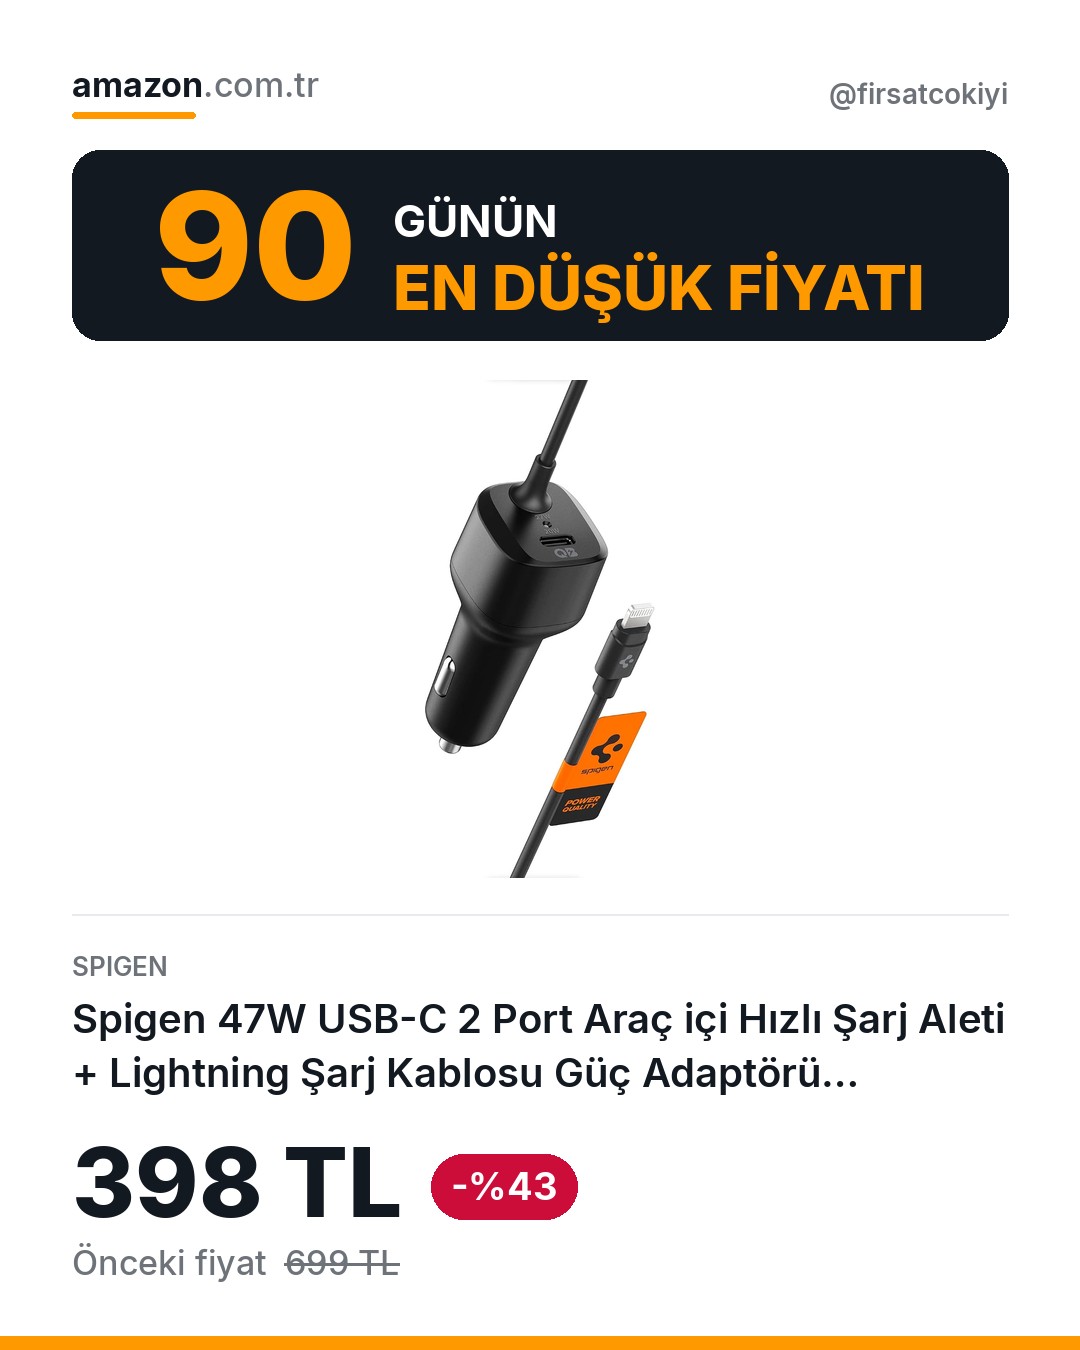 amazon.com.tr
@firsatcokiyi
90
GÜNÜN
EN DÜŞÜK FİYATI
spigen
POWER
QUALITY
SPIGEN
Spigen 47W USB-C 2 Port Araç içi Hızlı Şarj Aleti
+ Lightning Şarj Kablosu Güç Adaptörü...
398 TL
-%43
Önceki fiyat 699 TL